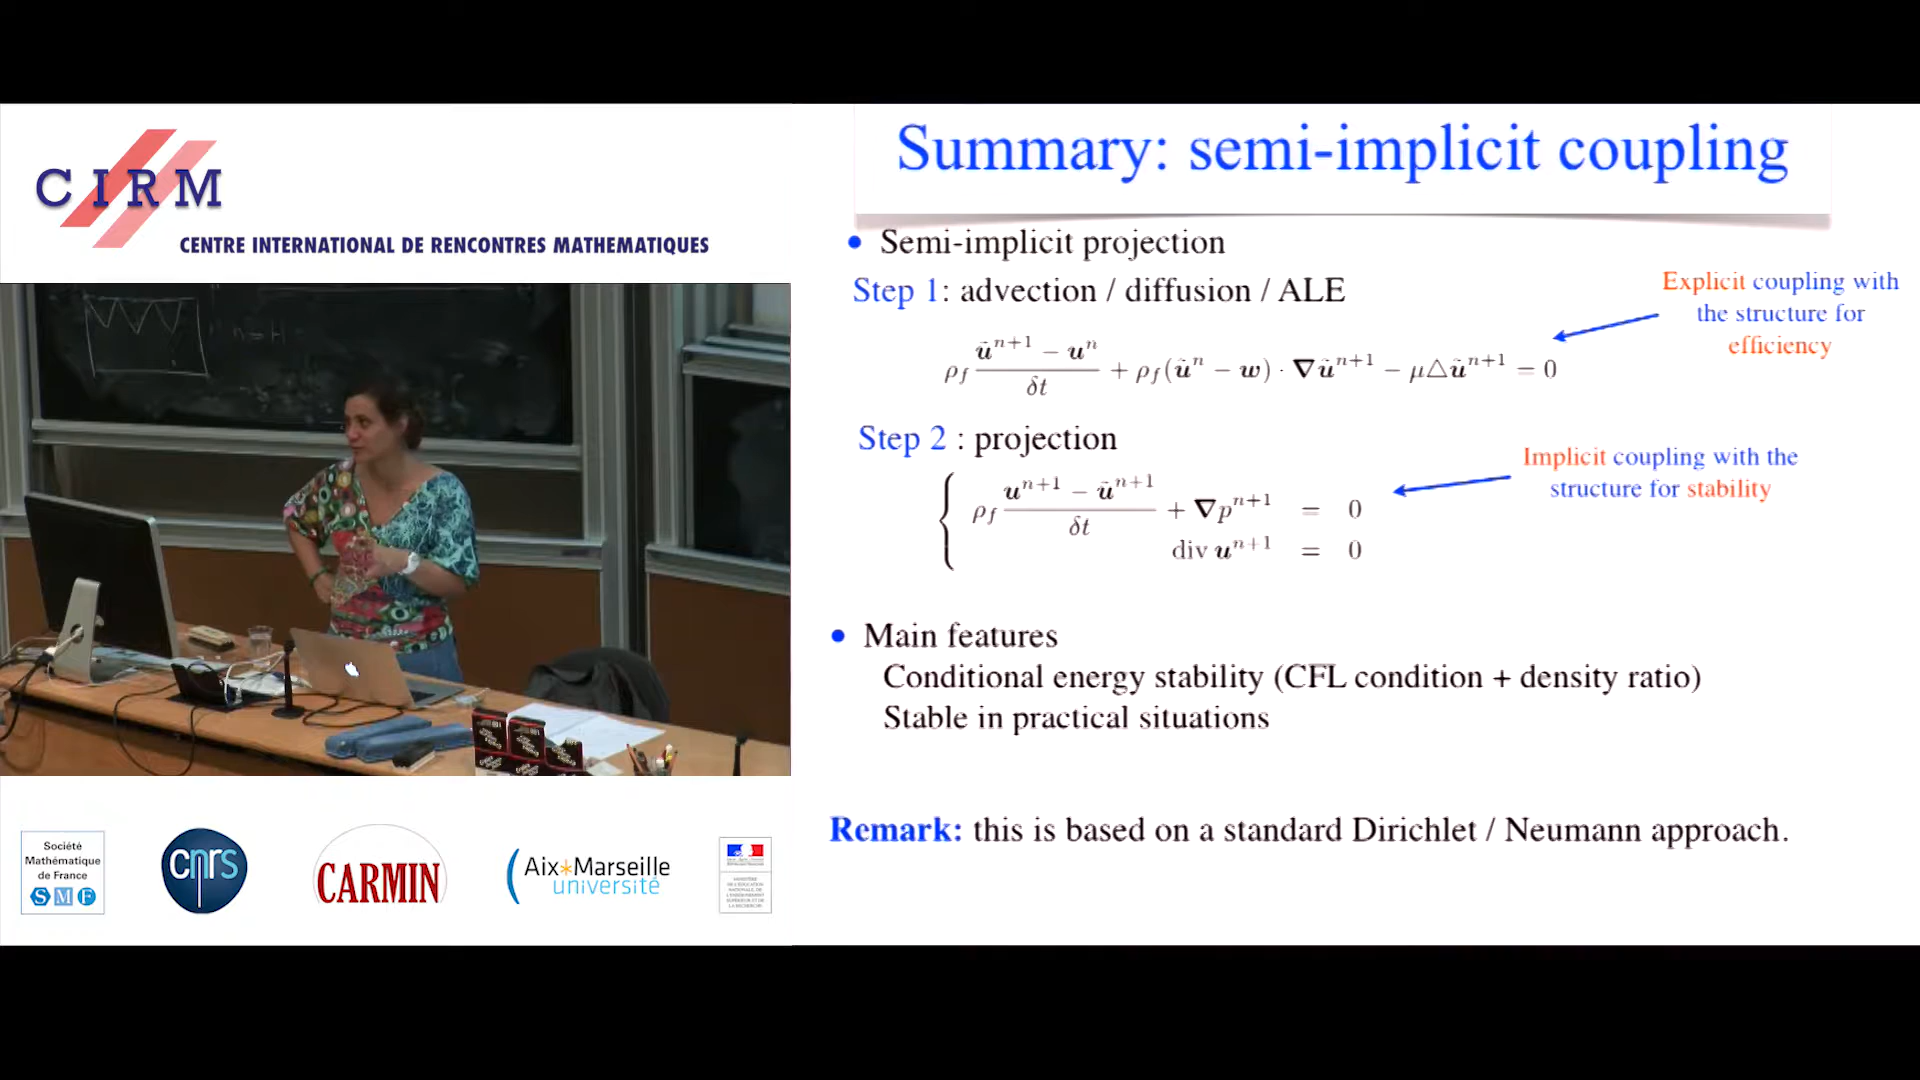 CIRM
CENTRE INTERNATIONAL DE RENCONTRES MATHEMATIQUES
n = H
Société
Mathématique
de France
SMF
cnrs
CARMIN
Aix*Marseille
université
Summary: semi-implicit coupling
• Semi-implicit projection
Step 1: advection / diffusion / ALE
Explicit coupling with
the structure for
efficiency
ρ_f (ũ^{n+1} − u^n)/δt + ρ_f(ũ^n − w) · ∇ũ^{n+1} − μ△ũ^{n+1} = 0
Step 2 : projection
Implicit coupling with the
structure for stability
ρ_f (u^{n+1} − ũ^{n+1})/δt + ∇p^{n+1} = 0
div u^{n+1} = 0
• Main features
Conditional energy stability (CFL condition + density ratio)
Stable in practical situations
Remark: this is based on a standard Dirichlet / Neumann approach.